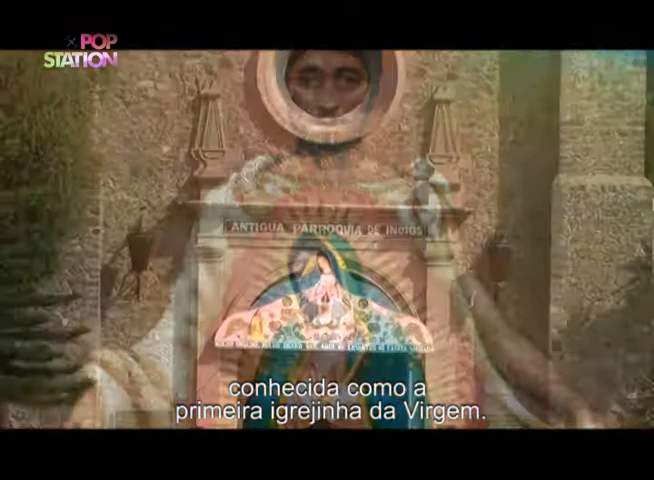 POP
STATION
ANTIGUA PARROQUIA DE INDIOS
conhecida como a
primeira igrejinha da Virgem.